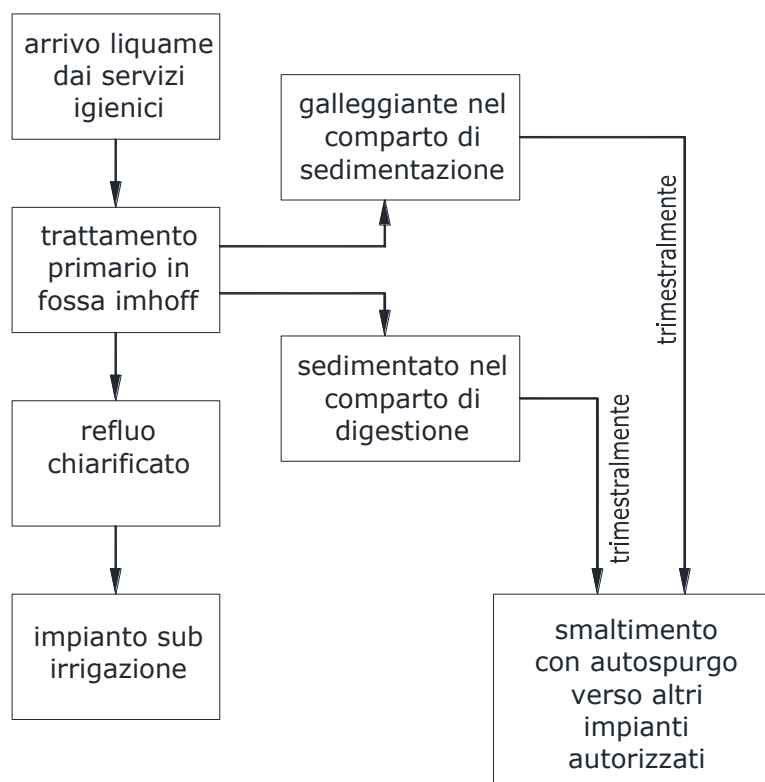 arrivo liquame
dai servizi
igienici
trattamento
primario in
fossa imhoff
refluo
chiarificato
impianto sub
irrigazione
galleggiante nel
comparto di
sedimentazione
sedimentato nel
comparto di
digestione
trimestralmente
trimestralmente
smaltimento
con autospurgo
verso altri
impianti
autorizzati